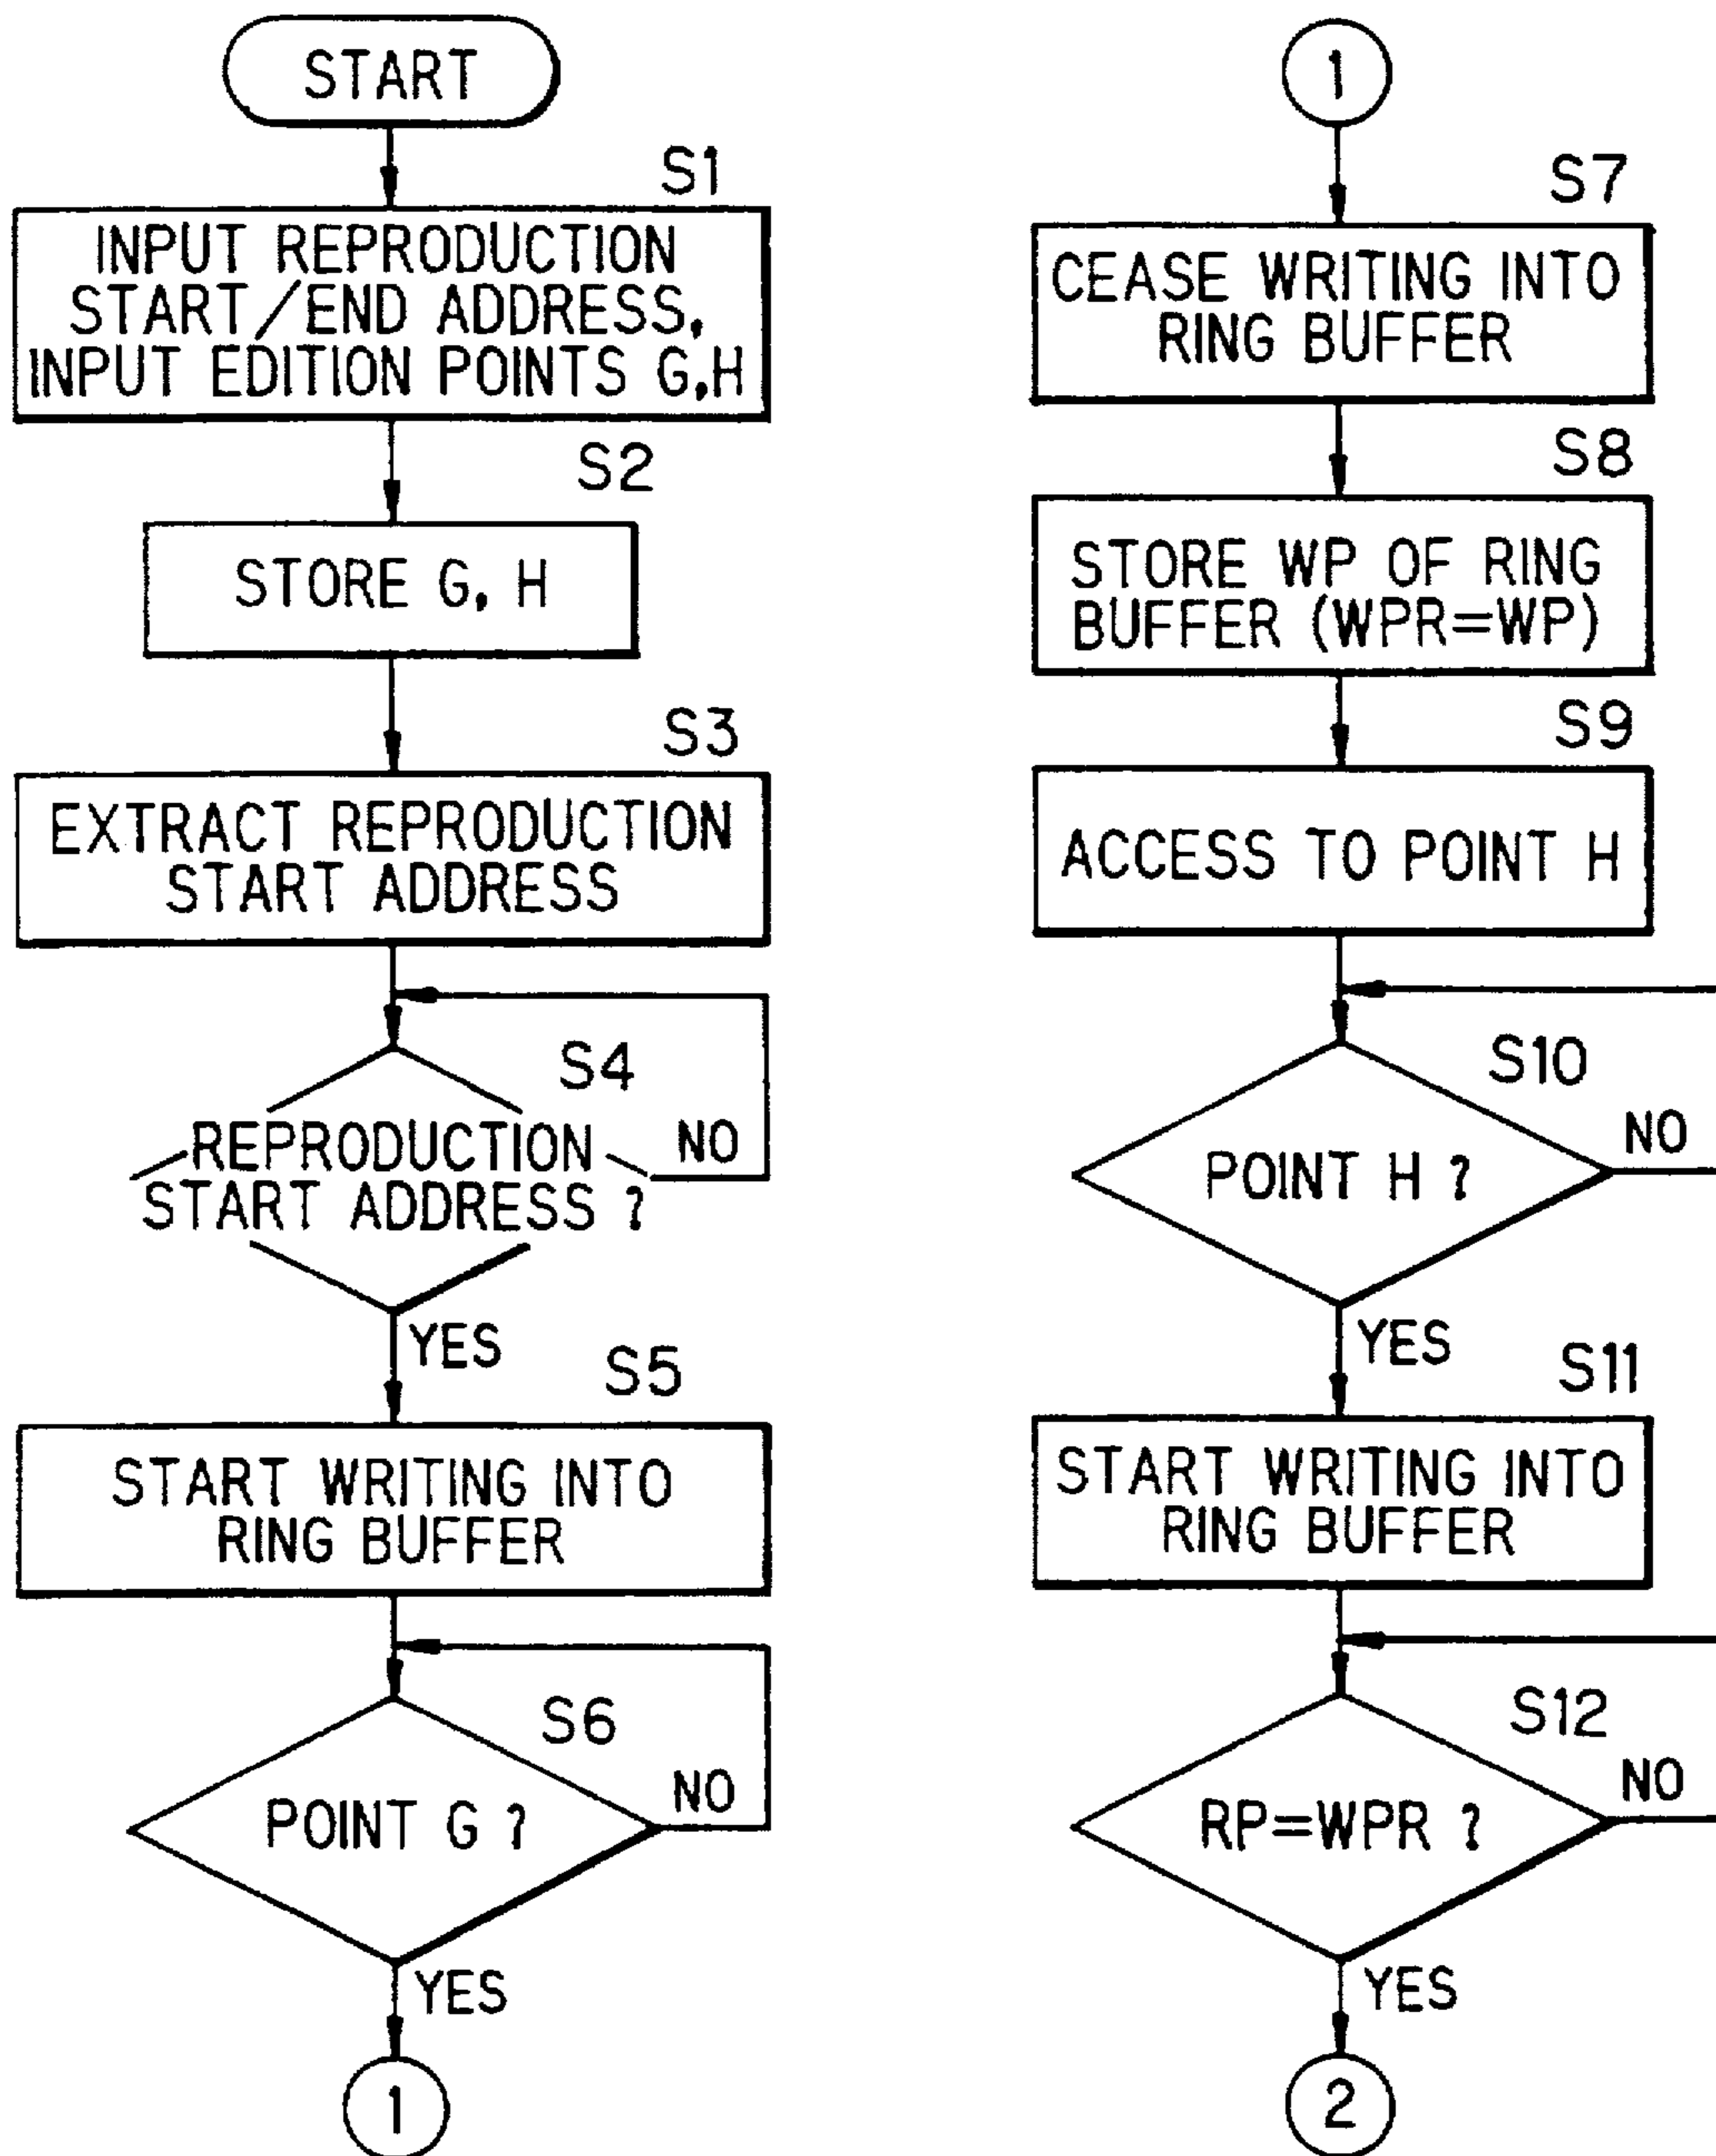 START
S1
INPUT REPRODUCTION
START/END ADDRESS,
INPUT EDITION POINTS G,H
S2
STORE G, H
S3
EXTRACT REPRODUCTION
START ADDRESS
S4
REPRODUCTION
START ADDRESS ?
NO
YES
S5
START WRITING INTO
RING BUFFER
S6
POINT G ?
NO
YES
1
1
S7
CEASE WRITING INTO
RING BUFFER
S8
STORE WP OF RING
BUFFER (WPR=WP)
S9
ACCESS TO POINT H
S10
POINT H ?
NO
YES
S11
START WRITING INTO
RING BUFFER
S12
RP=WPR ?
NO
YES
2